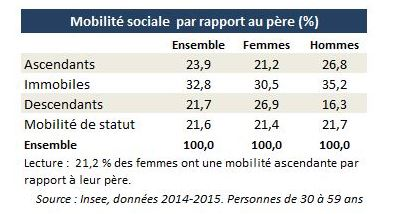 Mobilité sociale par rapport au père (%)
Ensemble Femmes Hommes
Ascendants 23,9 21,2 26,8
Immobiles 32,8 30,5 35,2
Descendants 21,7 26,9 16,3
Mobilité de statut 21,6 21,4 21,7
Ensemble 100,0 100,0 100,0
Lecture : 21,2 % des femmes ont une mobilité ascendante par
rapport à leur père.
Source : Insee, données 2014-2015. Personnes de 30 à 59 ans